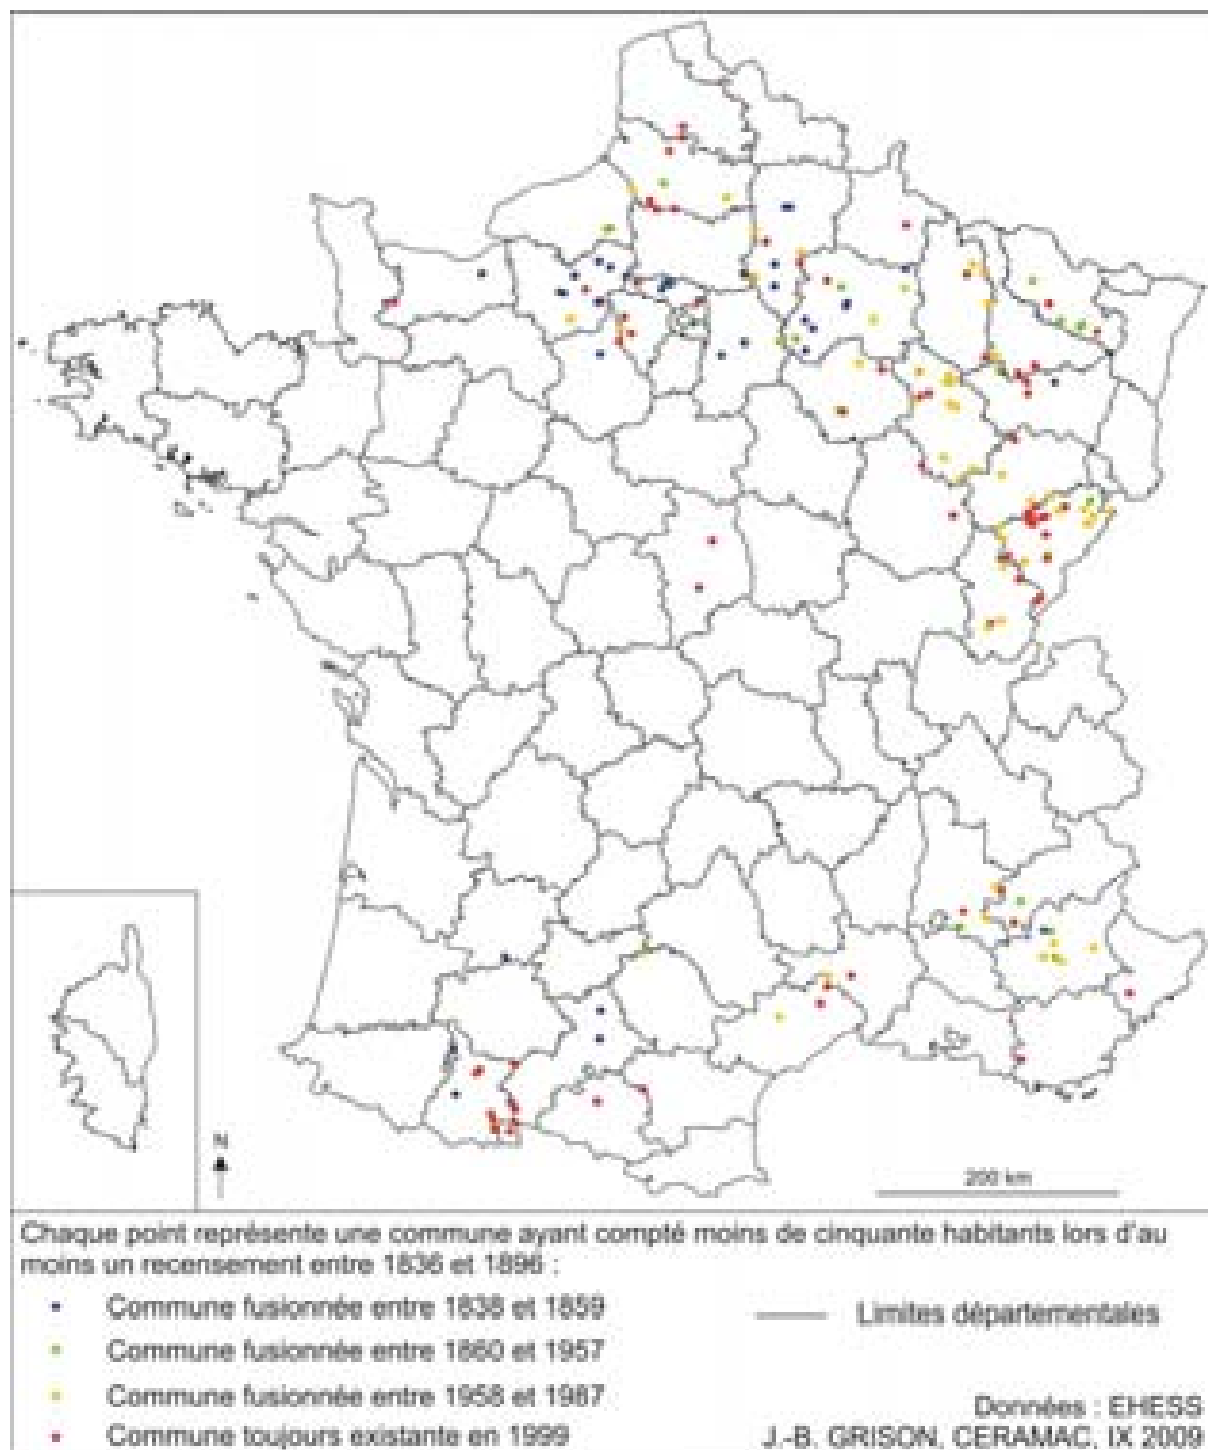 N
200 km
Chaque point représente une commune ayant compté moins de cinquante habitants lors d'au
moins un recensement entre 1836 et 1896 :
Commune fusionnée entre 1838 et 1859
Limites départementales
Commune fusionnée entre 1860 et 1957
Commune fusionnée entre 1958 et 1987
Données : EHESS
Commune toujours existante en 1999
J.-B. GRISON, CERAMAC, IX 2009